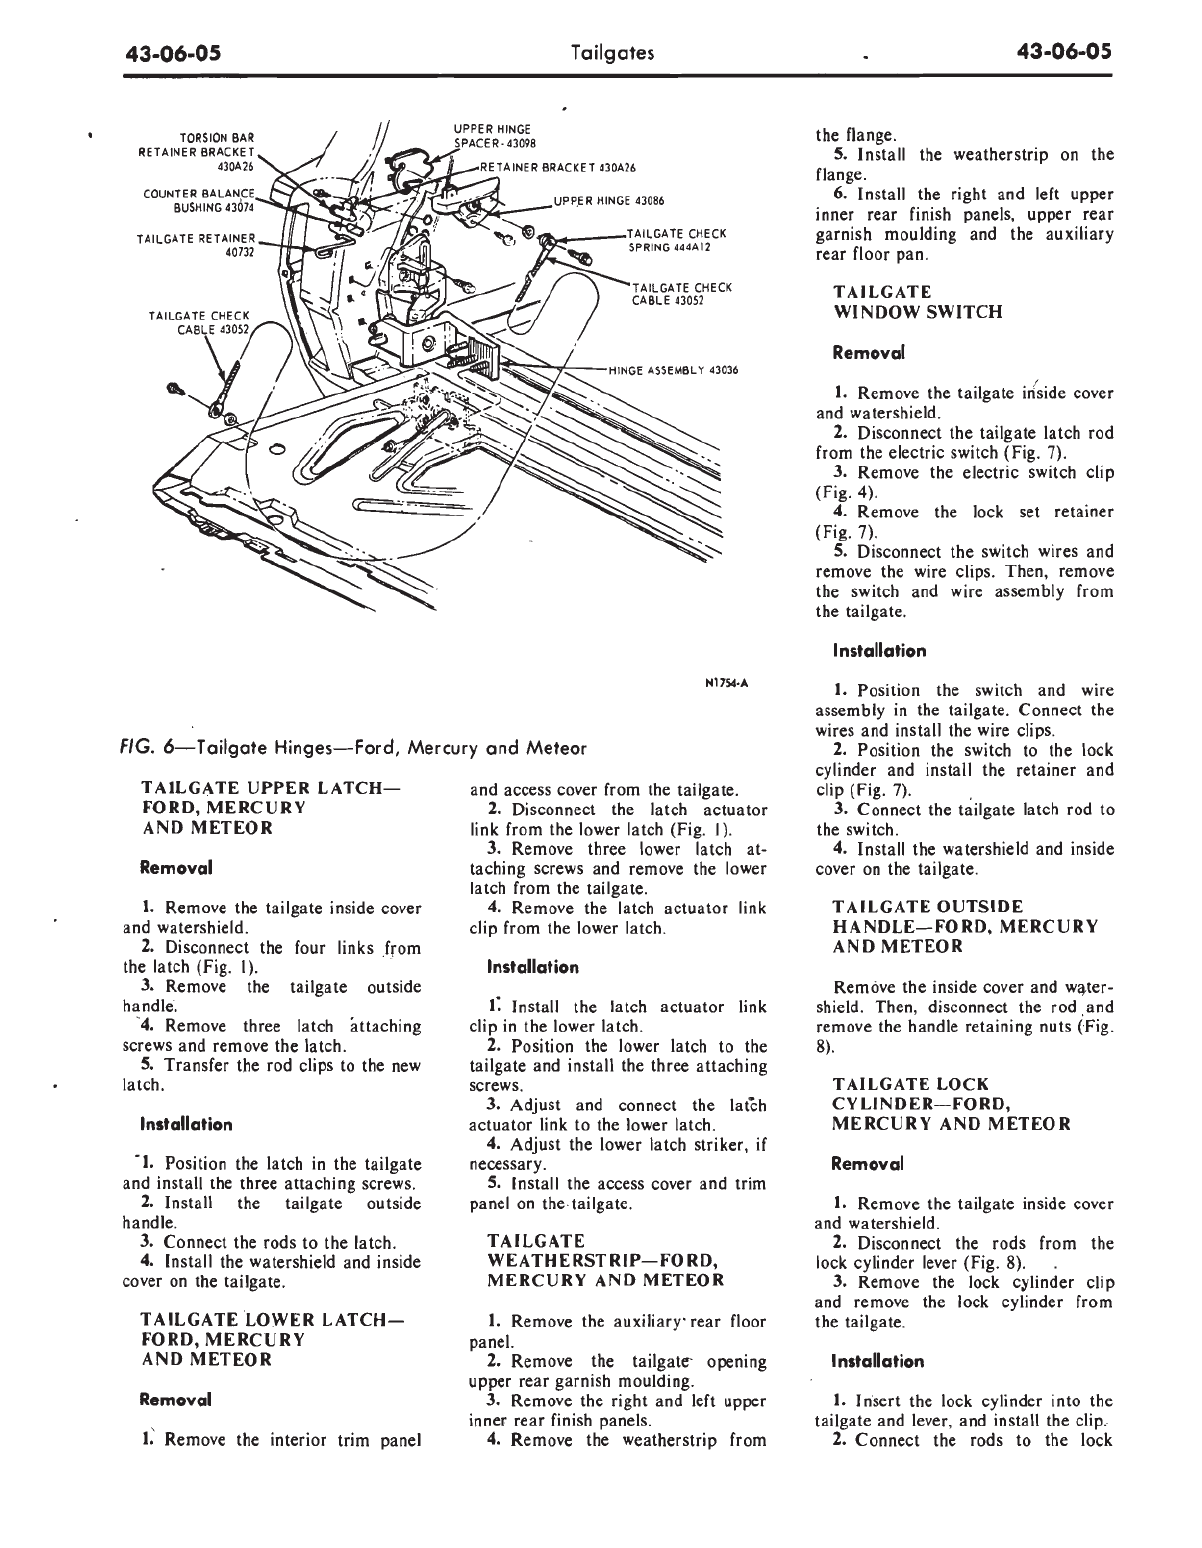 43-06-05
Tailgates
43-06-05
TORSION BAR
RETAINER BRACKET
430A26
COUNTER BALANCE
BUSHING 43074
TAILGATE RETAINER
40732
TAILGATE CHECK
CABLE 43052
UPPER HINGE
SPACER-43098
RETAINER BRACKET 430A26
UPPER HINGE 43086
TAILGATE CHECK
SPRING 444A12
TAILGATE CHECK
CABLE 43052
HINGE ASSEMBLY 43036
N1754-A
FIG. 6—Tailgate Hinges—Ford, Mercury and Meteor
TAILGATE UPPER LATCH—
FORD, MERCURY
AND METEOR
Removal
1. Remove the tailgate inside cover
and watershield.
2. Disconnect the four links from
the latch (Fig. 1).
3. Remove the tailgate outside
handle.
4. Remove three latch attaching
screws and remove the latch.
5. Transfer the rod clips to the new
latch.
Installation
1. Position the latch in the tailgate
and install the three attaching screws.
2. Install the tailgate outside
handle.
3. Connect the rods to the latch.
4. Install the watershield and inside
cover on the tailgate.
TAILGATE LOWER LATCH—
FORD, MERCURY
AND METEOR
Removal
1. Remove the interior trim panel
and access cover from the tailgate.
2. Disconnect the latch actuator
link from the lower latch (Fig. 1).
3. Remove three lower latch at-
taching screws and remove the lower
latch from the tailgate.
4. Remove the latch actuator link
clip from the lower latch.
Installation
1. Install the latch actuator link
clip in the lower latch.
2. Position the lower latch to the
tailgate and install the three attaching
screws.
3. Adjust and connect the latch
actuator link to the lower latch.
4. Adjust the lower latch striker, if
necessary.
5. Install the access cover and trim
panel on the tailgate.
TAILGATE
WEATHERSTRIP—FORD,
MERCURY AND METEOR
1. Remove the auxiliary rear floor
panel.
2. Remove the tailgate opening
upper rear garnish moulding.
3. Remove the right and left upper
inner rear finish panels.
4. Remove the weatherstrip from
the flange.
5. Install the weatherstrip on the
flange.
6. Install the right and left upper
inner rear finish panels, upper rear
garnish moulding and the auxiliary
rear floor pan.
TAILGATE
WINDOW SWITCH
Removal
1. Remove the tailgate inside cover
and watershield.
2. Disconnect the tailgate latch rod
from the electric switch (Fig. 7).
3. Remove the electric switch clip
(Fig. 4).
4. Remove the lock set retainer
(Fig. 7).
5. Disconnect the switch wires and
remove the wire clips. Then, remove
the switch and wire assembly from
the tailgate.
Installation
1. Position the switch and wire
assembly in the tailgate. Connect the
wires and install the wire clips.
2. Position the switch to the lock
cylinder and install the retainer and
clip (Fig. 7).
3. Connect the tailgate latch rod to
the switch.
4. Install the watershield and inside
cover on the tailgate.
TAILGATE OUTSIDE
HANDLE—FORD, MERCURY
AND METEOR
Remove the inside cover and water-
shield. Then, disconnect the rod and
remove the handle retaining nuts (Fig.
8).
TAILGATE LOCK
CYLINDER—FORD,
MERCURY AND METEOR
Removal
1. Remove the tailgate inside cover
and watershield.
2. Disconnect the rods from the
lock cylinder lever (Fig. 8).
3. Remove the lock cylinder clip
and remove the lock cylinder from
the tailgate.
Installation
1. Insert the lock cylinder into the
tailgate and lever, and install the clip.
2. Connect the rods to the lock